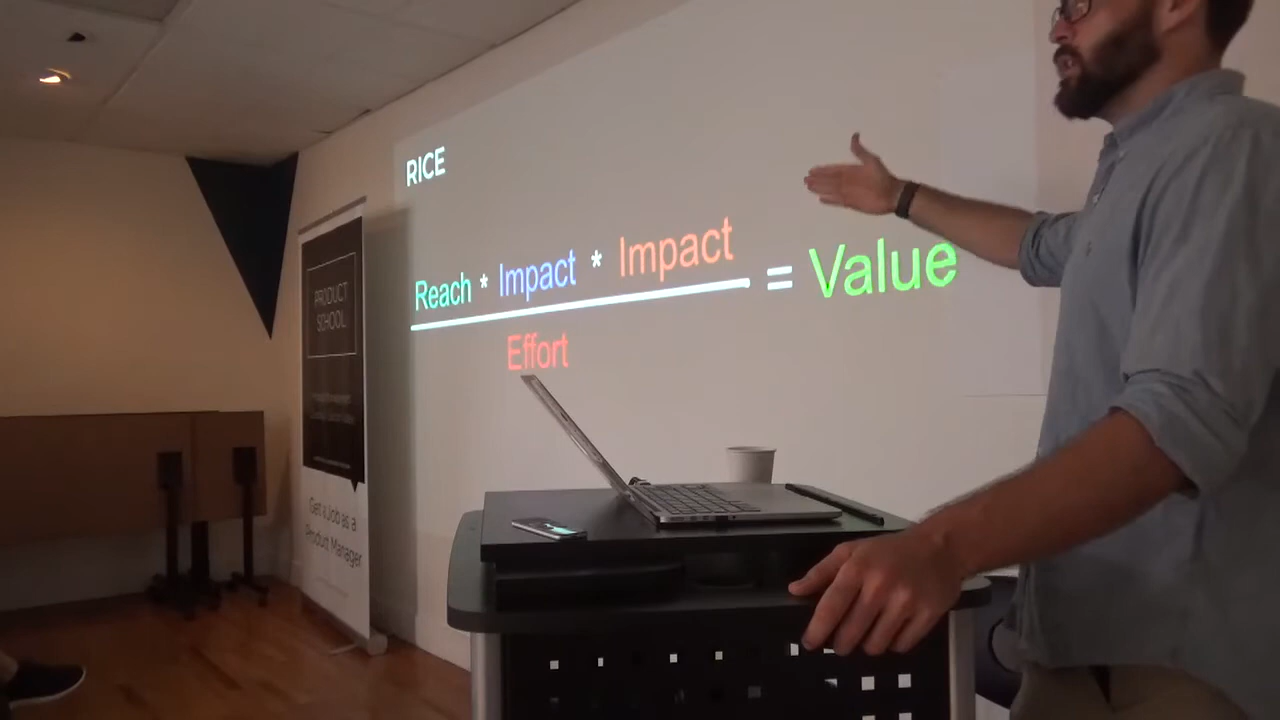 RICE
Reach * Impact * Impact = Value
Effort
PRODUCT
SCHOOL
Get a Job as a
Product Manager